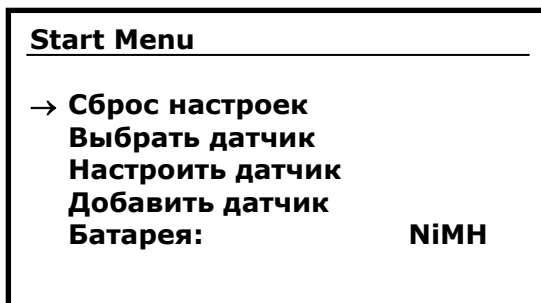 Start Menu
→ Сброс настроек
Выбрать датчик
Настроить датчик
Добавить датчик
Батарея: NiMH